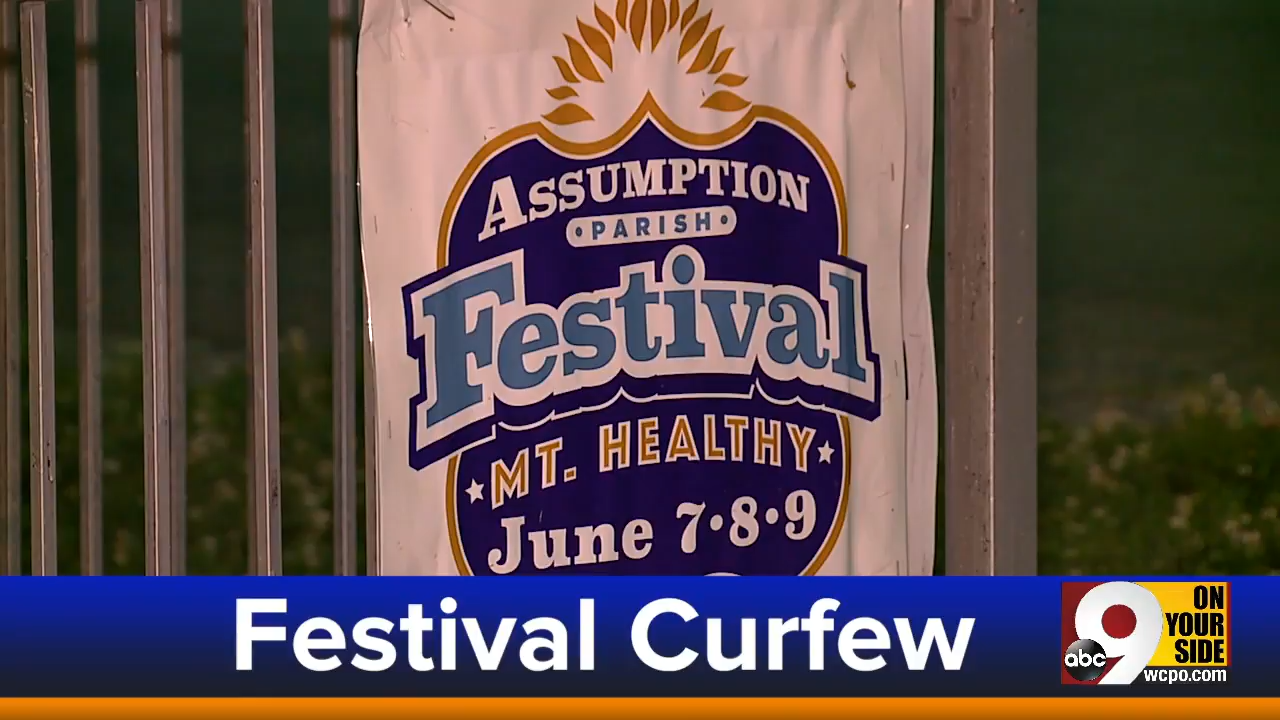 ASSUMPTION
•PARISH•
Festival
MT. HEALTHY
June 7•8•9
Festival Curfew
9
abc
ON
YOUR
SIDE
wcpo.com